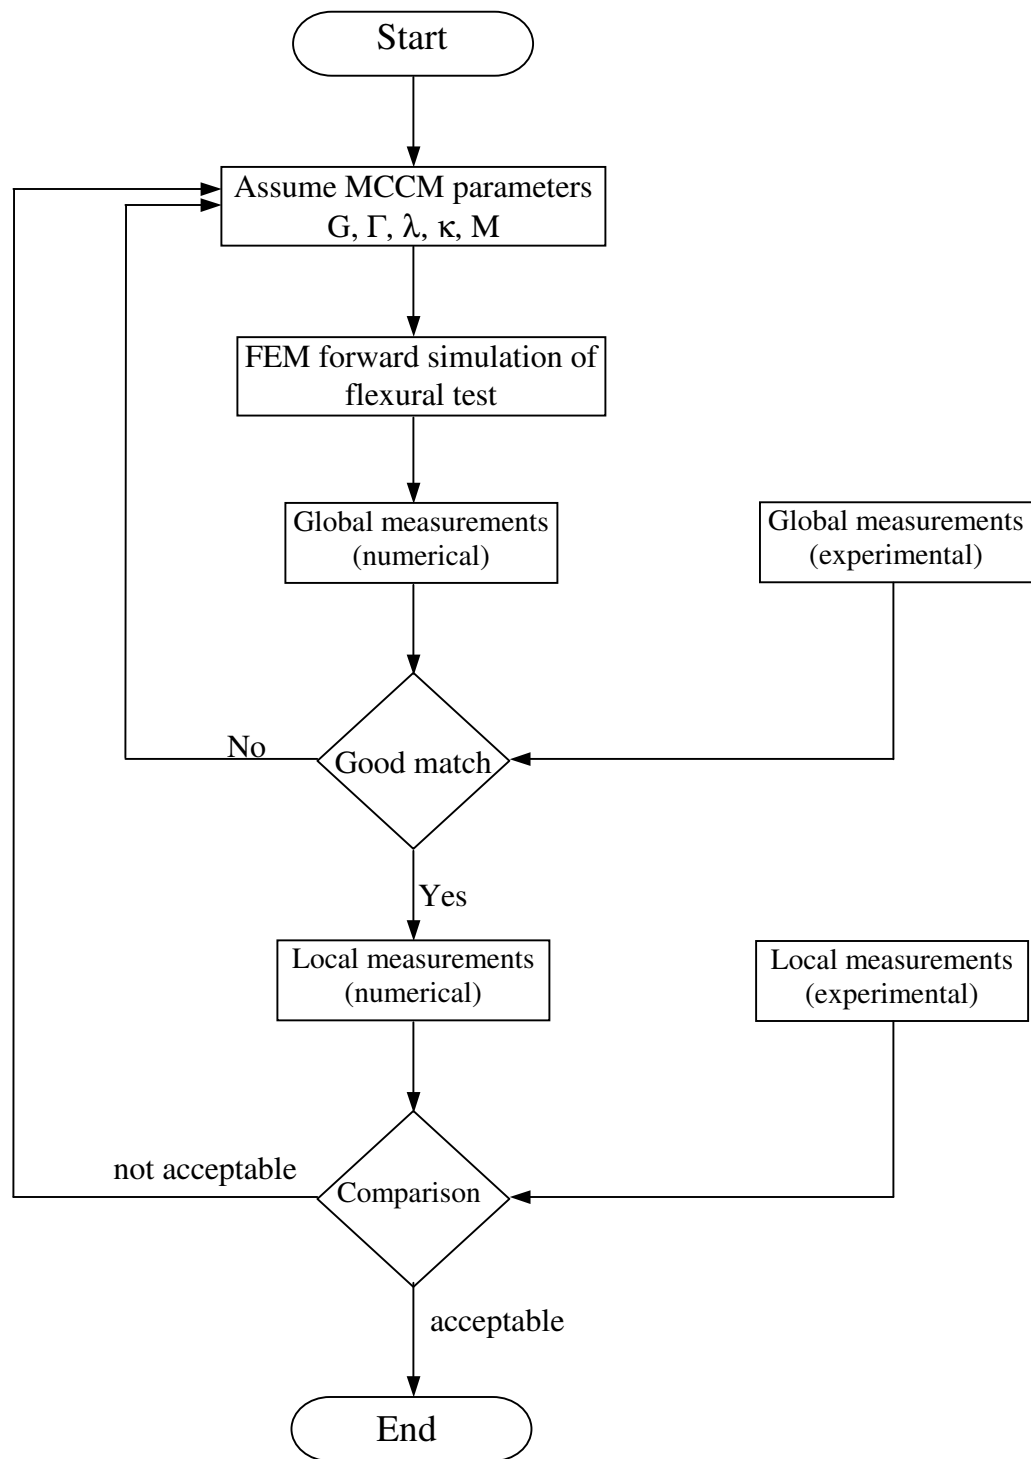 Start
Assume MCCM parameters
G, Γ, λ, κ, M
FEM forward simulation of
flexural test
Global measurements
(numerical)
Global measurements
(experimental)
No
Good match
Yes
Local measurements
(numerical)
Local measurements
(experimental)
not acceptable
Comparison
acceptable
End